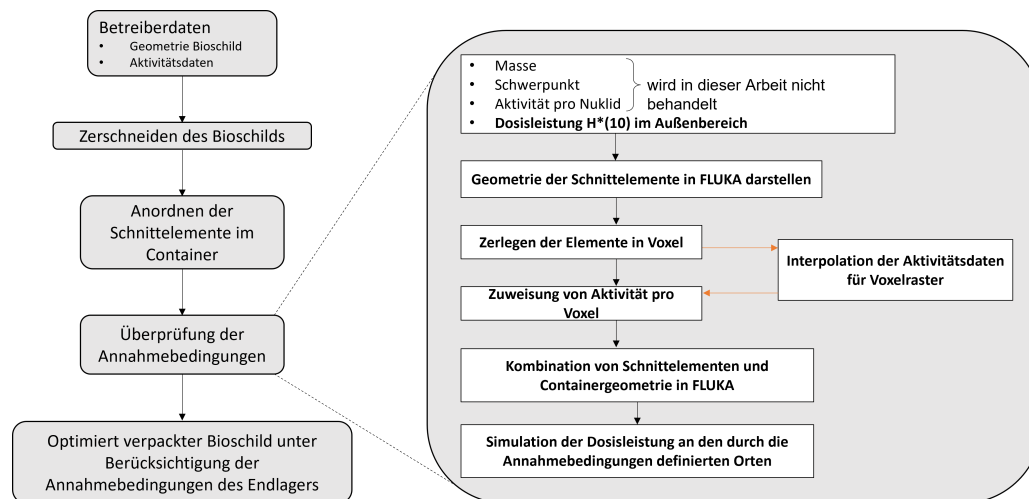 Betreiberdaten
• Geometrie Bioschild
• Aktivitätsdaten
Zerschneiden des Bioschilds
Anordnen der
Schnittelemente im
Container
Überprüfung der
Annahmebedingungen
Optimiert verpackter Bioschild unter
Berücksichtigung der
Annahmebedingungen des Endlagers
• Masse
• Schwerpunkt
• Aktivität pro Nuklid
wird in dieser Arbeit nicht
behandelt
• Dosisleistung H*(10) im Außenbereich
Geometrie der Schnittelemente in FLUKA darstellen
Zerlegen der Elemente in Voxel
Interpolation der Aktivitätsdaten
für Voxelraster
Zuweisung von Aktivität pro
Voxel
Kombination von Schnittelementen und
Containergeometrie in FLUKA
Simulation der Dosisleistung an den durch die
Annahmebedingungen definierten Orten